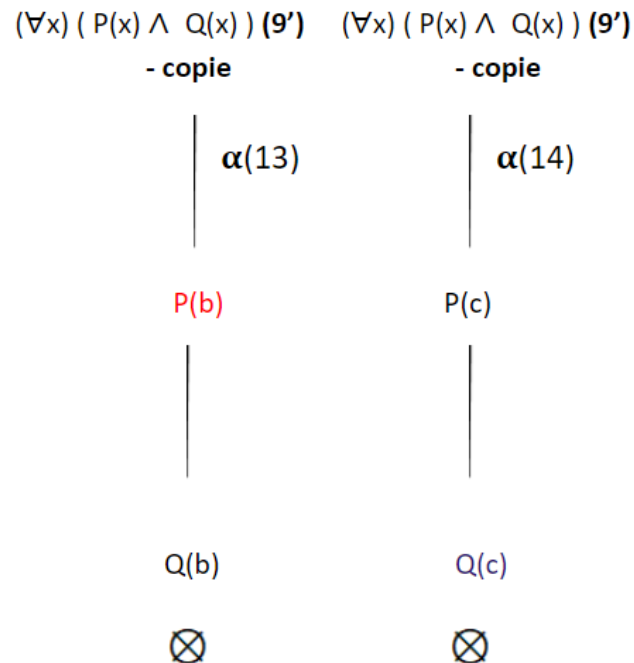 (∀x) ( P(x) Λ Q(x) ) (9’) (∀x) ( P(x) Λ Q(x) ) (9’)
- copie - copie
α(13) α(14)
P(b) P(c)
Q(b) Q(c)
⊗ ⊗